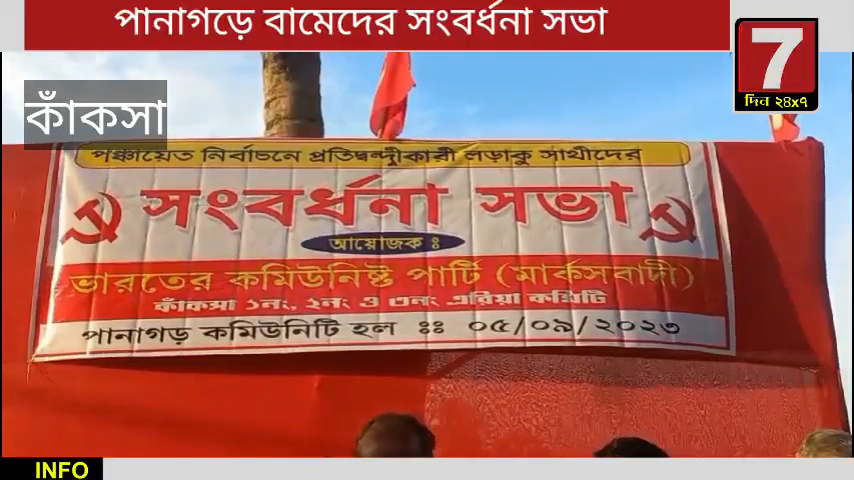 পানাগড়ে বামেদের সংবর্ধনা সভা
7
দিন ২৪x৭
কাঁকসা
পঞ্চায়েত নির্বাচনে প্রতিদ্বন্দ্বীকারী লড়াকু সাথীদের
সংবর্ধনা সভা
আয়োজক ঃ
ভারতের কমিউনিষ্ট পার্টি (মার্কসবাদী)
কাঁকসা ১নং, ২নং ও ৩নং এরিয়া কমিটি
পানাগড় কমিউনিটি হল ঃঃ ০৫/০৯/২০২৩
INFO